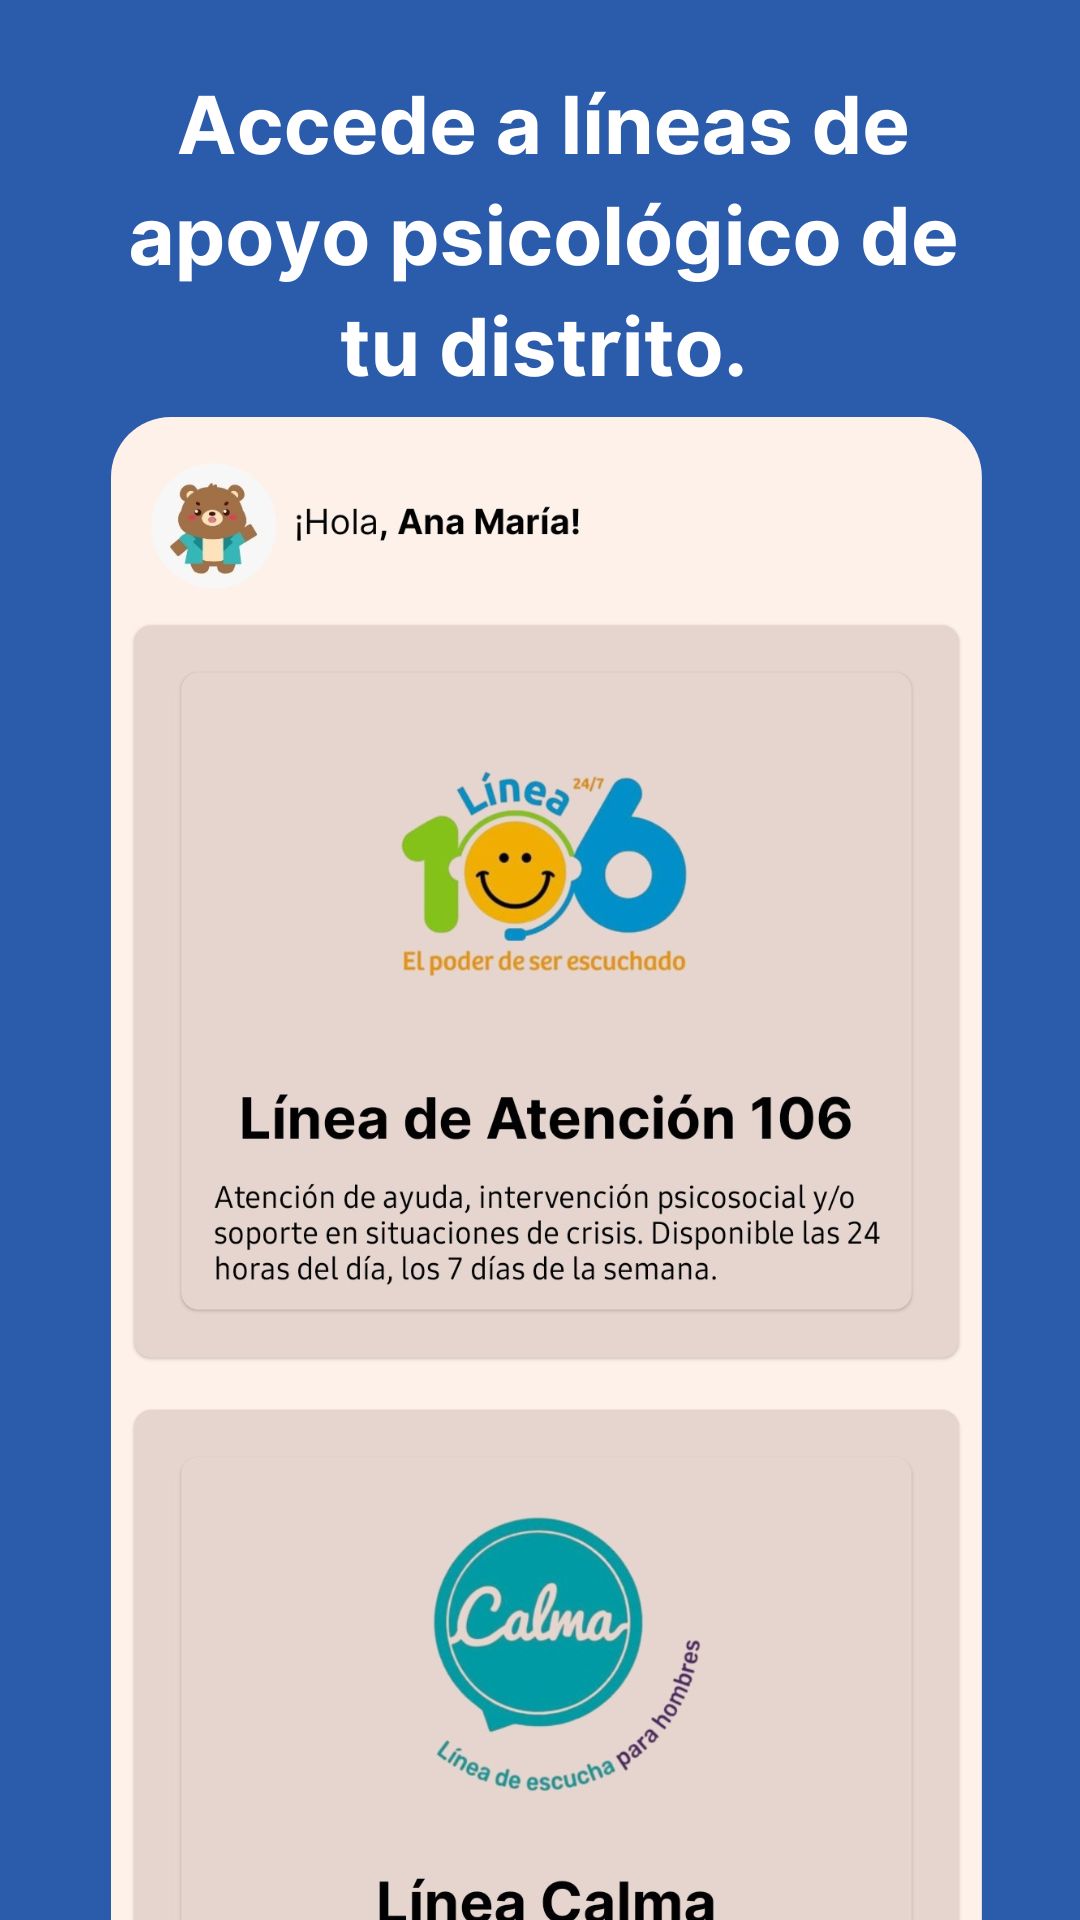 Accede a líneas de
apoyo psicológico de
tu distrito.
¡Hola, Ana María!
Línea 24/7
106
El poder de ser escuchado
Línea de Atención 106
Atención de ayuda, intervención psicosocial y/o
soporte en situaciones de crisis. Disponible las 24
horas del día, los 7 días de la semana.
Calma
Línea de escucha para hombres
Línea Calma